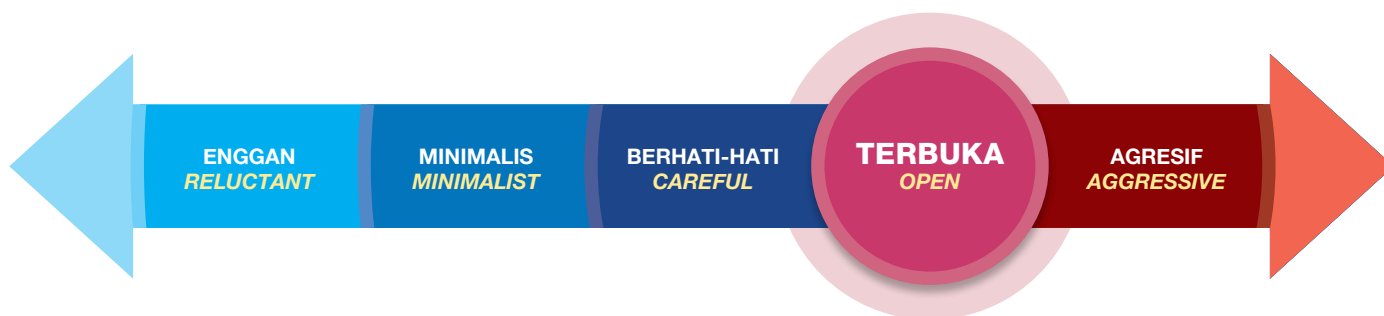 ENGGAN
RELUCTANT
MINIMALIS
MINIMALIST
BERHATI-HATI
CAREFUL
TERBUKA
OPEN
AGRESIF
AGGRESSIVE